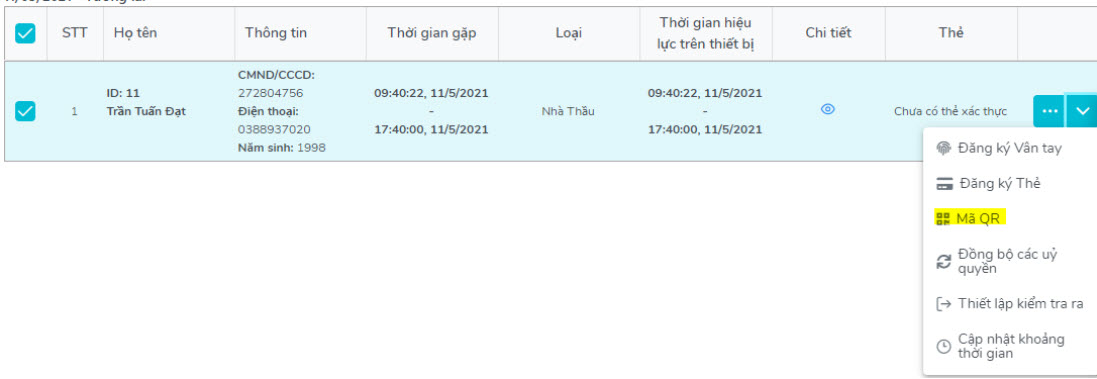 STT
Họ tên
Thông tin
Thời gian gặp
Loại
Thời gian hiệu
lực trên thiết bị
Chi tiết
Thẻ
1
ID: 11
Trần Tuấn Đạt
CMND/CCCD:
272804756
Điện thoại:
0388937020
Năm sinh: 1998
09:40:22, 11/5/2021
-
17:40:00, 11/5/2021
Nhà Thầu
09:40:22, 11/5/2021
-
17:40:00, 11/5/2021
Chưa có thẻ xác thực
Đăng ký Vân tay
Đăng ký Thẻ
Mã QR
Đồng bộ các uỷ
quyền
Thiết lập kiểm tra ra
Cập nhật khoảng
thời gian